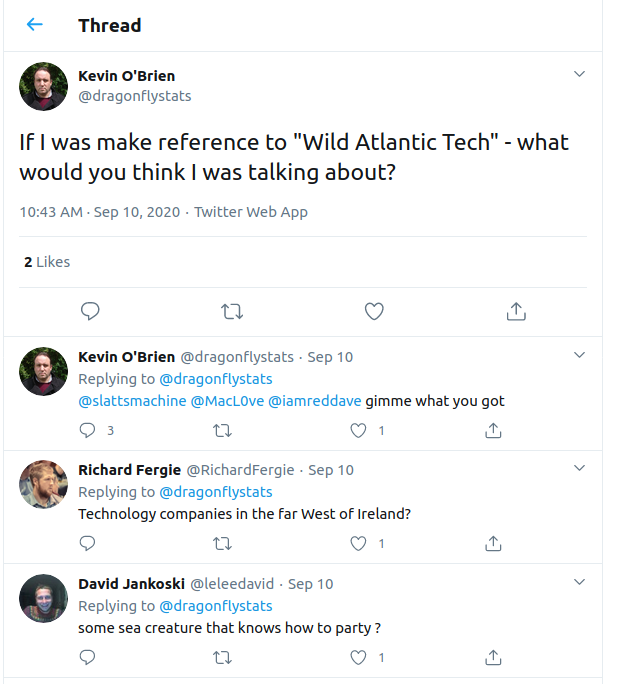 Thread
Kevin O'Brien
@dragonflystats
If I was make reference to "Wild Atlantic Tech" - what
would you think I was talking about?
10:43 AM · Sep 10, 2020 · Twitter Web App
2 Likes
Kevin O'Brien @dragonflystats · Sep 10
Replying to @dragonflystats
@slattsmachine @MacL0ve @iamreddave gimme what you got
3 1
Richard Fergie @RichardFergie · Sep 10
Replying to @dragonflystats
Technology companies in the far West of Ireland?
1
David Jankoski @leleedavid · Sep 10
Replying to @dragonflystats
some sea creature that knows how to party ?
1